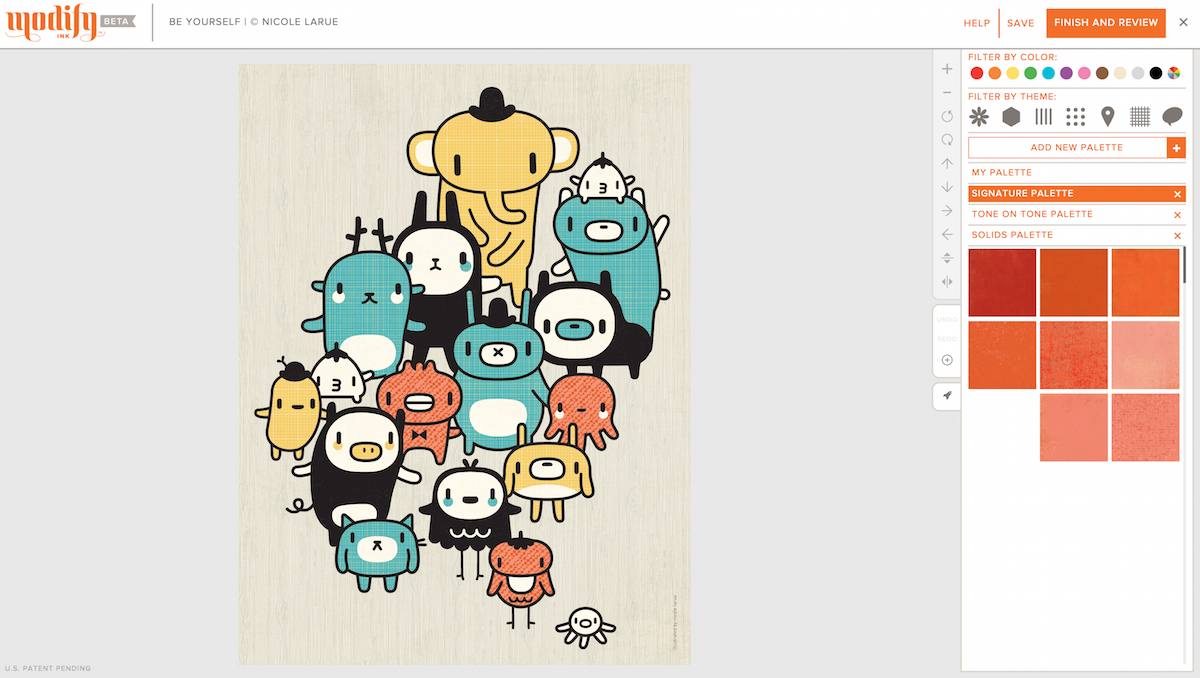 modify
INK
BETA
BE YOURSELF | © NICOLE LARUE
HELP
SAVE
FINISH AND REVIEW
FILTER BY COLOR:
FILTER BY THEME:
ADD NEW PALETTE
MY PALETTE
SIGNATURE PALETTE
TONE ON TONE PALETTE
SOLIDS PALETTE
UNDO
REDO
illustrated by nicole larue
U.S. PATENT PENDING